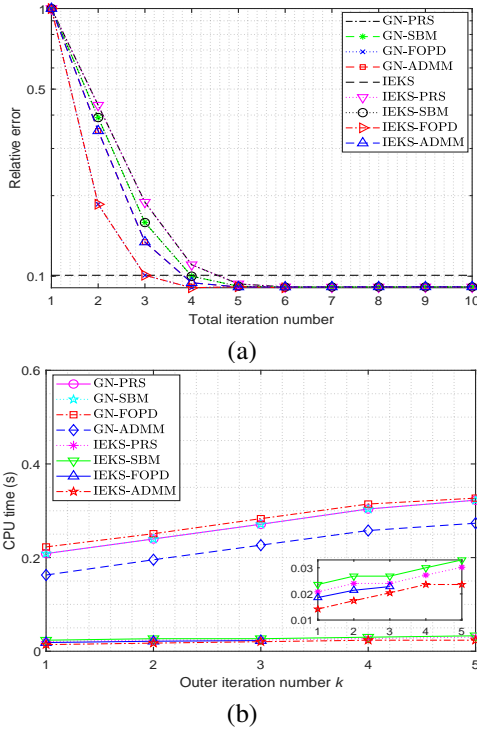 GN-PRS
GN-SBM
GN-FOPD
GN-ADMM
IEKS
IEKS-PRS
IEKS-SBM
IEKS-FOPD
IEKS-ADMM
Relative error
0.5
0.1
1 2 3 4 5 6 7 8 9 10
Total iteration number
(a)
GN-PRS
GN-SBM
GN-FOPD
GN-ADMM
IEKS-PRS
IEKS-SBM
IEKS-FOPD
IEKS-ADMM
CPU time (s)
0.6
0.4
0.2
0
0.03
0.02
0.01
0
1 2 3 4 5
1 2 3 4 5
Outer iteration number k
(b)